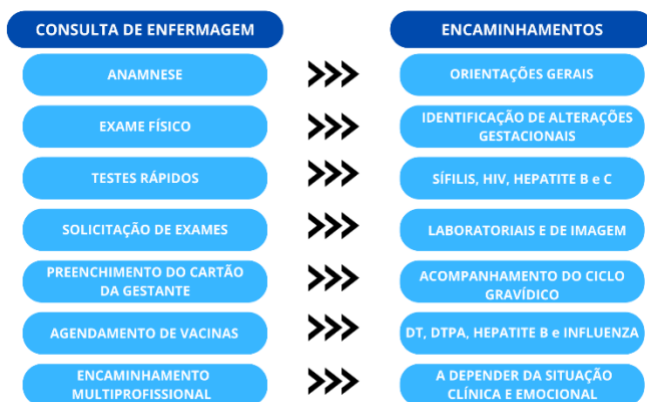 CONSULTA DE ENFERMAGEM
ENCAMINHAMENTOS
ANAMNESE
ORIENTAÇÕES GERAIS
EXAME FÍSICO
IDENTIFICAÇÃO DE ALTERAÇÕES
GESTACIONAIS
TESTES RÁPIDOS
SÍFILIS, HIV, HEPATITE B e C
SOLICITAÇÃO DE EXAMES
LABORATORIAIS E DE IMAGEM
PREENCHIMENTO DO CARTÃO
DA GESTANTE
ACOMPANHAMENTO DO CICLO
GRAVÍDICO
AGENDAMENTO DE VACINAS
DT, DTPA, HEPATITE B e INFLUENZA
ENCAMINHAMENTO
MULTIPROFISSIONAL
A DEPENDER DA SITUAÇÃO
CLÍNICA E EMOCIONAL